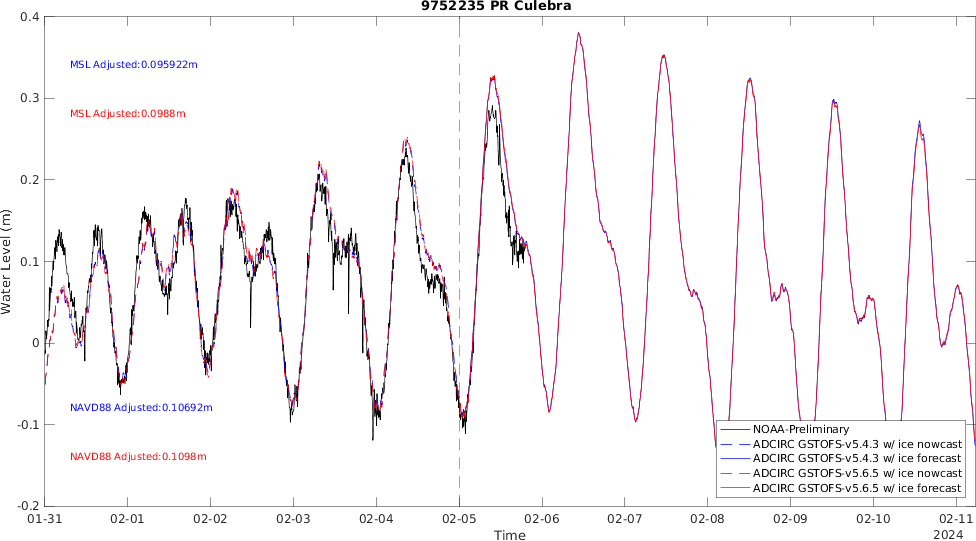 9752235 PR Culebra
0.4
0.3
0.2
0.1
0
-0.1
-0.2
Water Level (m)
MSL Adjusted:0.095922m
MSL Adjusted:0.0988m
NAVD88 Adjusted:0.10692m
NAVD88 Adjusted:0.1098m
NOAA-Preliminary
ADCIRC GSTOFS-v5.4.3 w/ ice nowcast
ADCIRC GSTOFS-v5.4.3 w/ ice forecast
ADCIRC GSTOFS-v5.6.5 w/ ice nowcast
ADCIRC GSTOFS-v5.6.5 w/ ice forecast
01-31 02-01 02-02 02-03 02-04 02-05 02-06 02-07 02-08 02-09 02-10 02-11
Time
2024